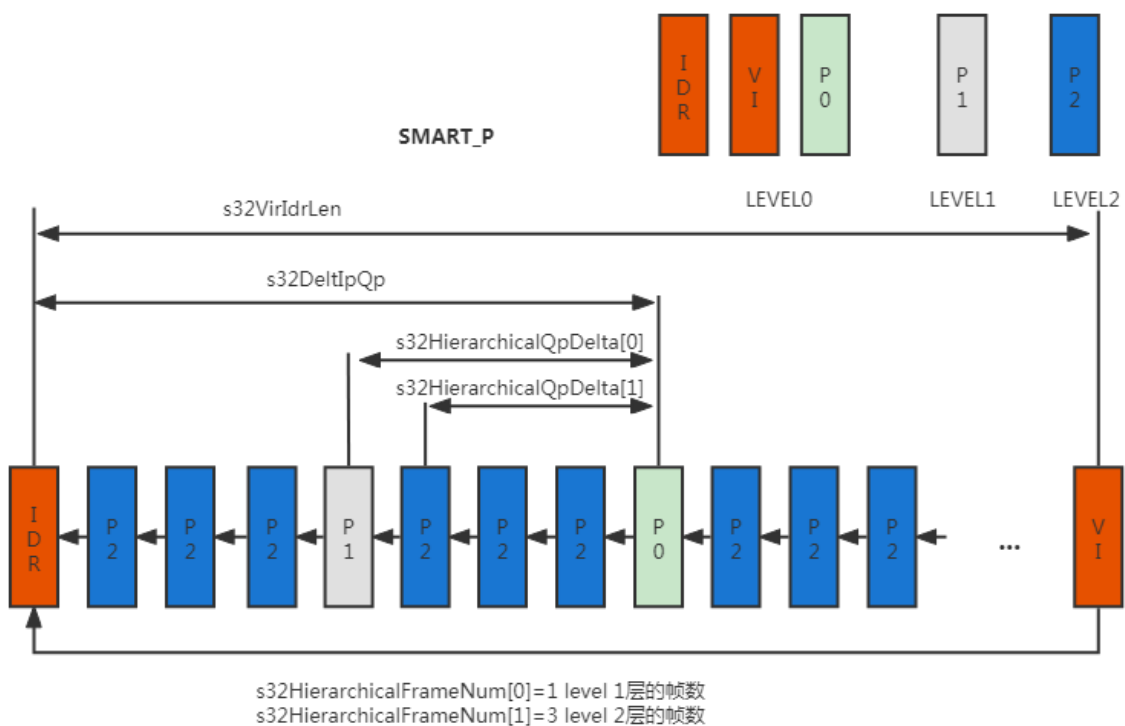 IDR VI P0 P1 P2
SMART_P
LEVEL0 LEVEL1 LEVEL2
s32VirIdrLen
s32DeltIpQp
s32HierarchicalQpDelta[0]
s32HierarchicalQpDelta[1]
IDR P2 P2 P2 P1 P2 P2 P2 P0 P2 P2 P2 ... VI
s32HierarchicalFrameNum[0]=1 level 1层的帧数
s32HierarchicalFrameNum[1]=3 level 2层的帧数